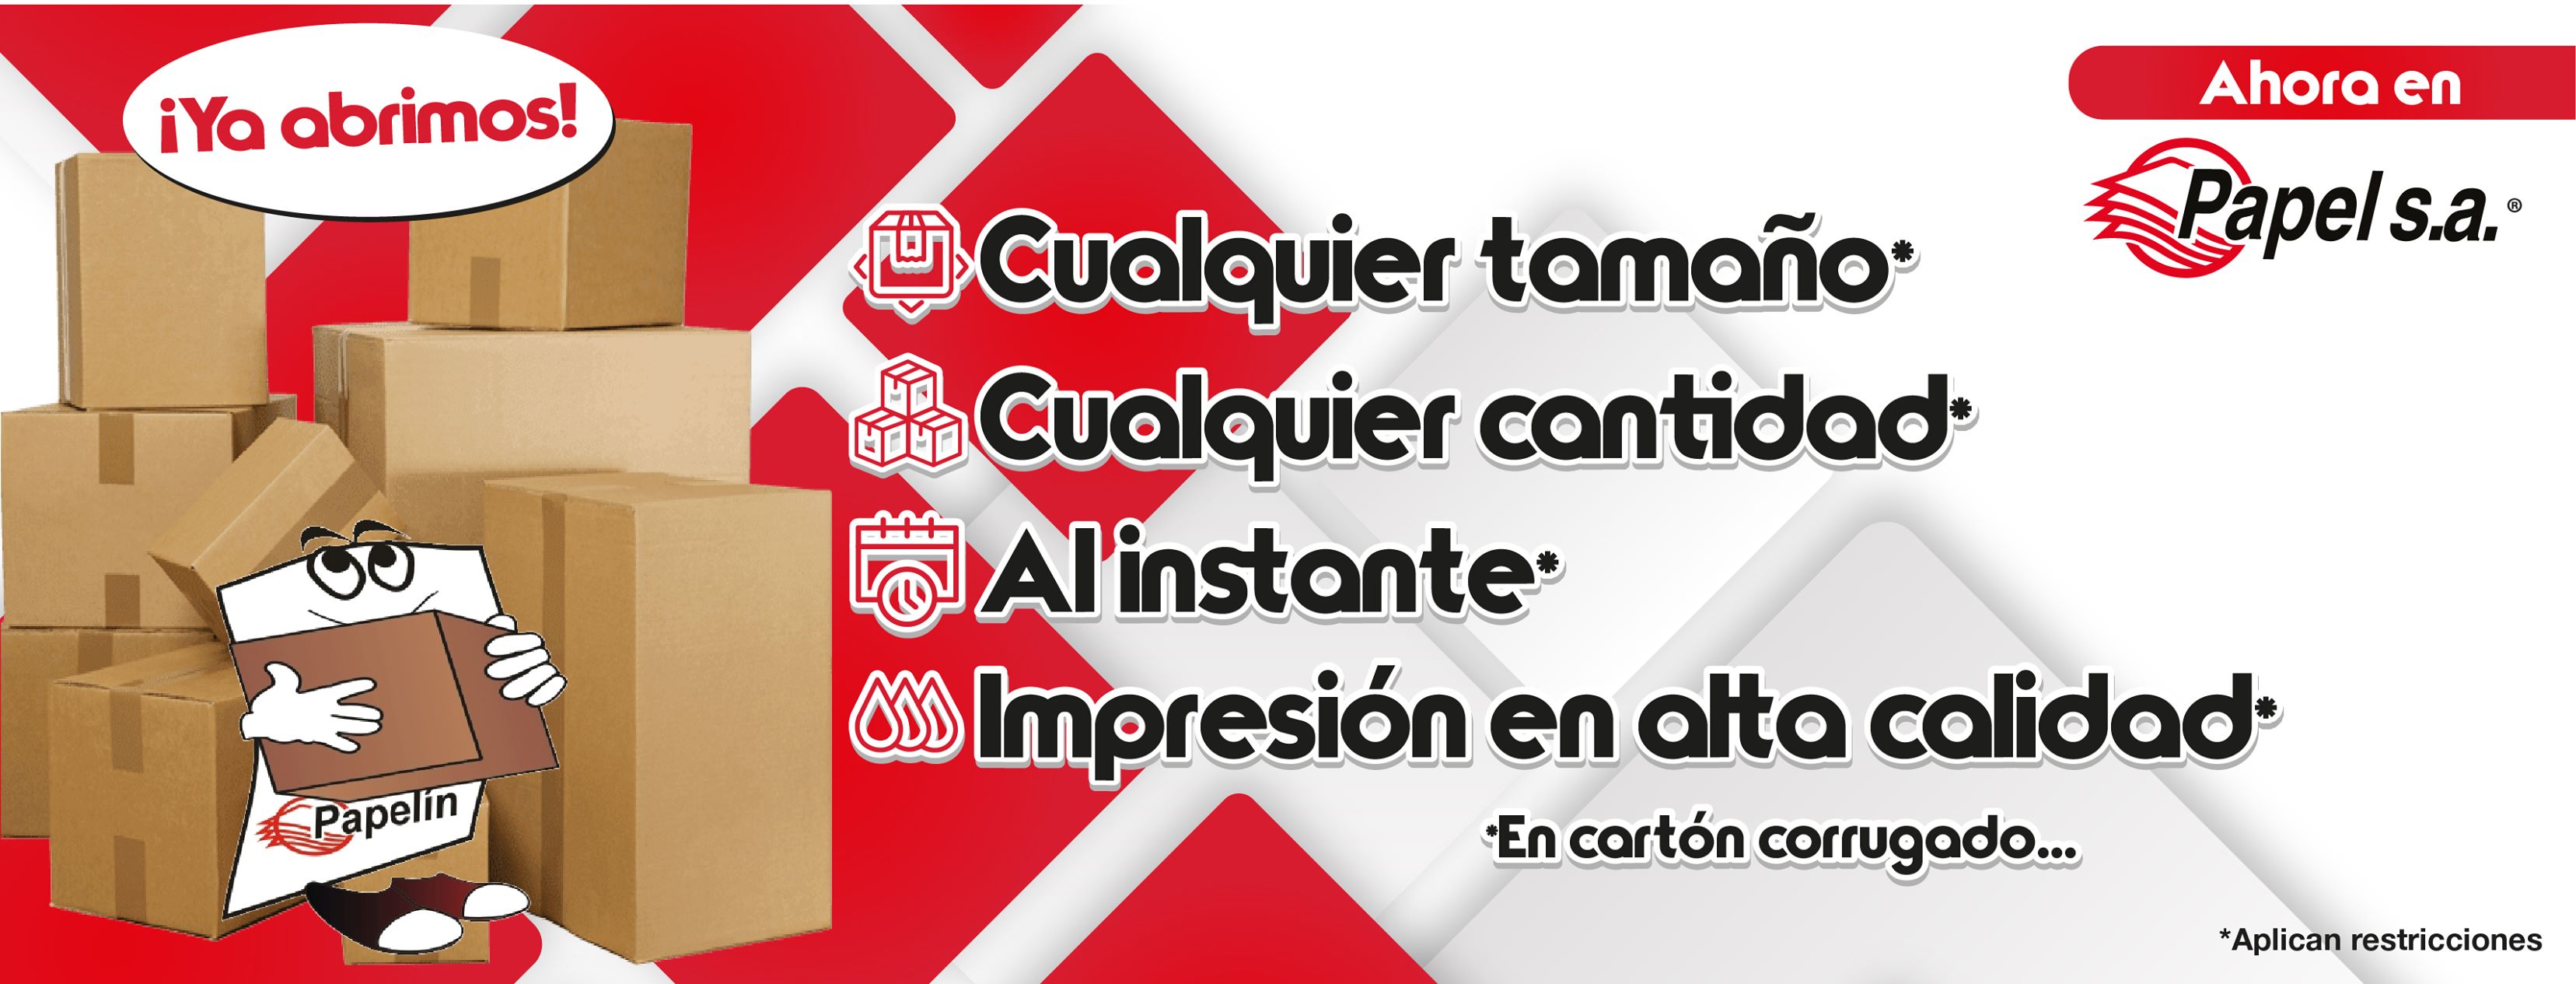 ¡Ya abrimos!
Ahora en
Papel s.a.®
Cualquier tamaño*
Cualquier cantidad*
Al instante*
Impresión en alta calidad*
*En cartón corrugado...
Papelín
*Aplican restricciones